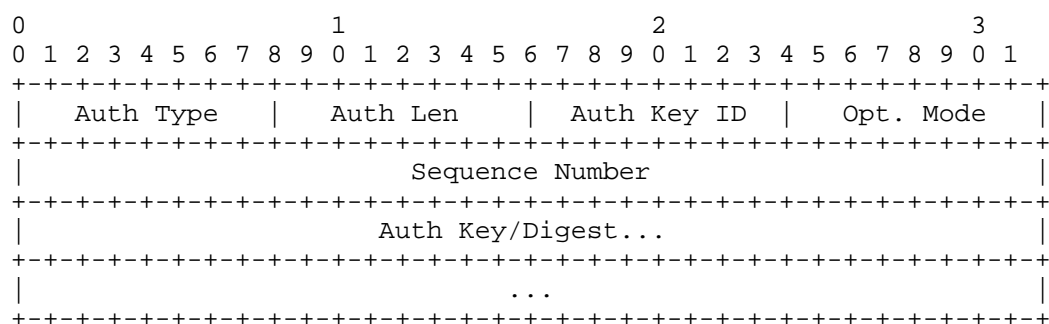 0                   1                   2                   3
0 1 2 3 4 5 6 7 8 9 0 1 2 3 4 5 6 7 8 9 0 1 2 3 4 5 6 7 8 9 0 1
+-+-+-+-+-+-+-+-+-+-+-+-+-+-+-+-+-+-+-+-+-+-+-+-+-+-+-+-+-+-+-+-+
|   Auth Type   |   Auth Len    |  Auth Key ID  |   Opt. Mode   |
+-+-+-+-+-+-+-+-+-+-+-+-+-+-+-+-+-+-+-+-+-+-+-+-+-+-+-+-+-+-+-+-+
|                        Sequence Number                        |
+-+-+-+-+-+-+-+-+-+-+-+-+-+-+-+-+-+-+-+-+-+-+-+-+-+-+-+-+-+-+-+-+
|                      Auth Key/Digest...                       |
+-+-+-+-+-+-+-+-+-+-+-+-+-+-+-+-+-+-+-+-+-+-+-+-+-+-+-+-+-+-+-+-+
|                              ...                              |
+-+-+-+-+-+-+-+-+-+-+-+-+-+-+-+-+-+-+-+-+-+-+-+-+-+-+-+-+-+-+-+-+